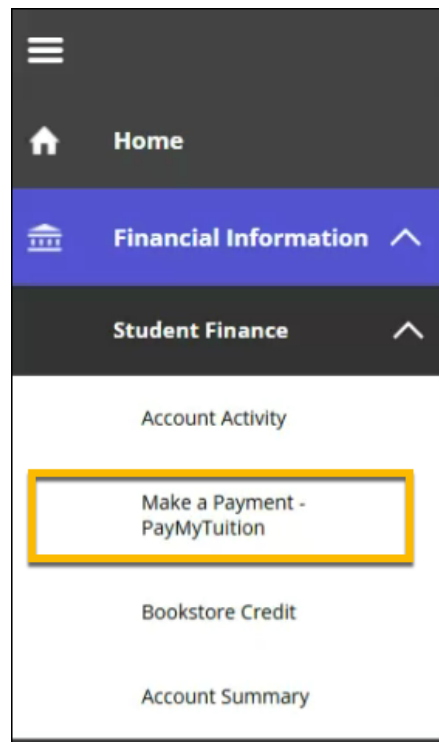 Home
Financial Information
Student Finance
Account Activity
Make a Payment -
PayMyTuition
Bookstore Credit
Account Summary